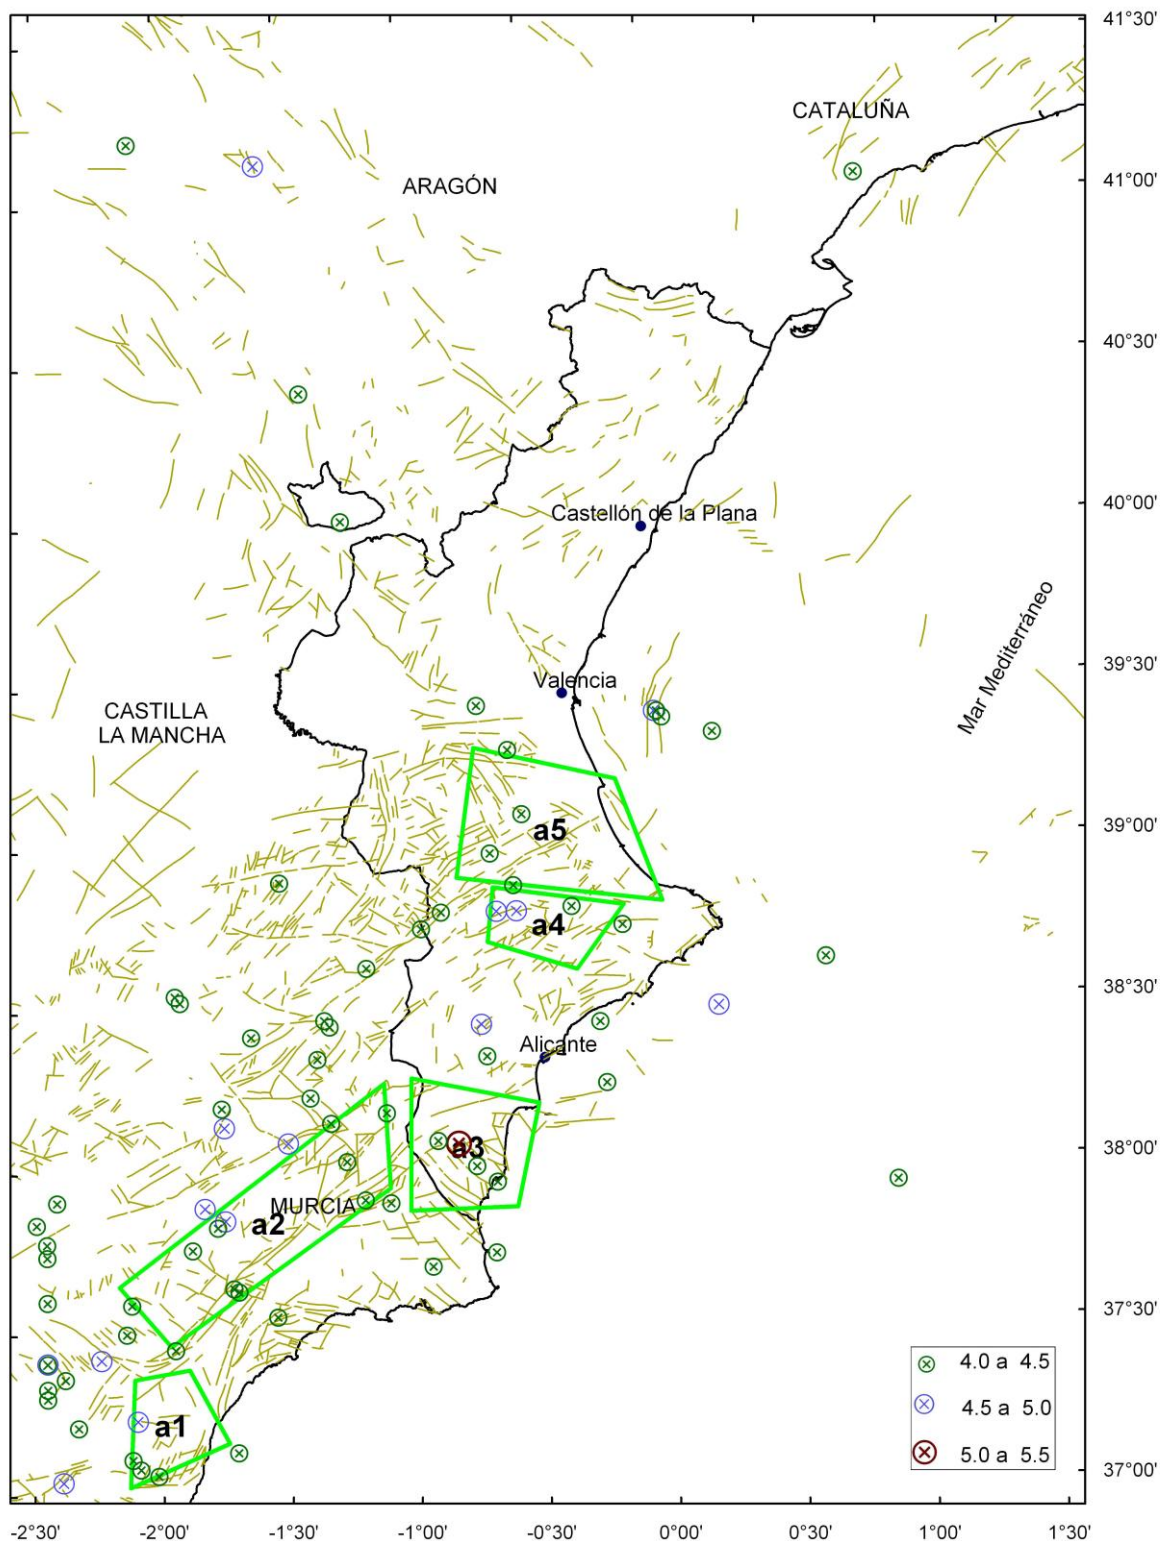 41°30'
CATALUÑA
ARAGÓN
41°00'
40°30'
40°00'
Castellón de la Plana
Mar Mediterráneo
39°30'
Valencia
CASTILLA
LA MANCHA
a5
39°00'
a4
38°30'
Alicante
a3
38°00'
MURCIA
a2
37°30'
4.0 a 4.5
4.5 a 5.0
a1
5.0 a 5.5
37°00'
-2°30' -2°00' -1°30' -1°00' -0°30' 0°00' 0°30' 1°00' 1°30'